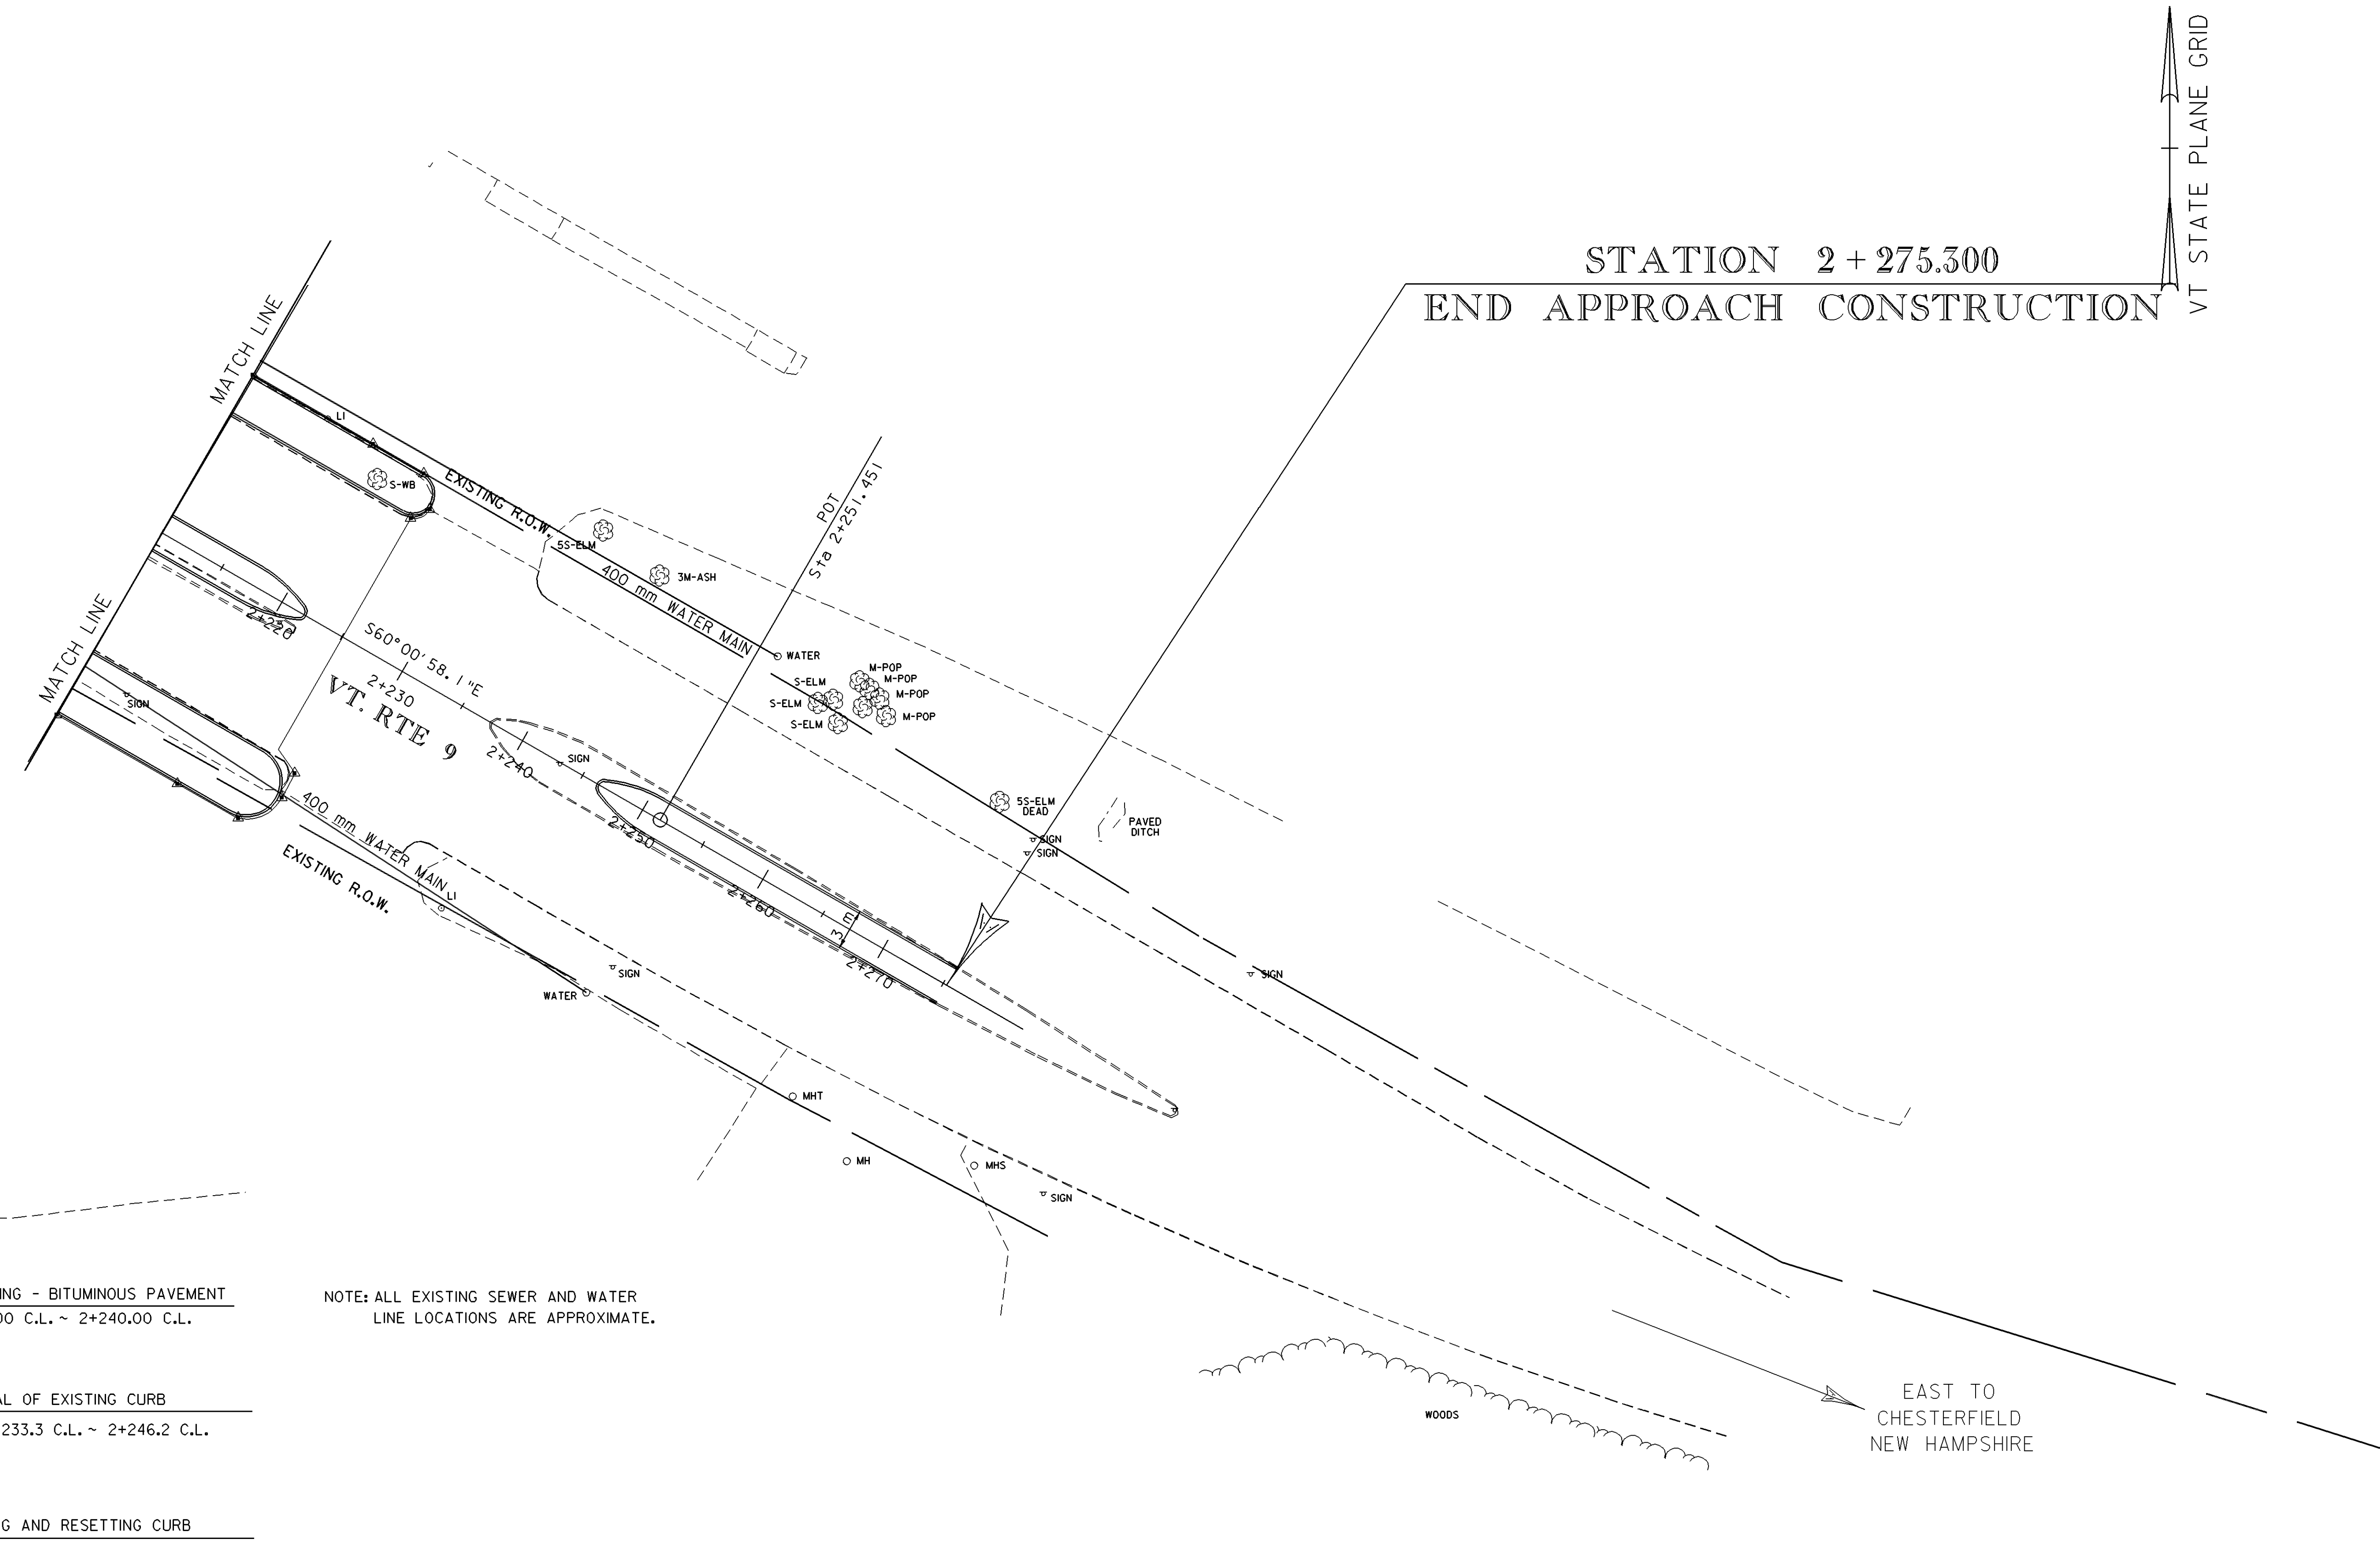 VT STATE PLANE GRID
STATION 2+275.300
END APPROACH CONSTRUCTION
MATCH LINE
LI
S-WB
EXISTING R.O.W.
POT
Sta 2+251.451
5S-ELM
3M-ASH
400 mm WATER MAIN
WATER
MATCH LINE
2+220
S60°00'58.1"E
2+230
VT. RTE 9
SIGN
M-POP
M-POP
M-POP
M-POP
S-ELM
S-ELM
S-ELM
2+240
SIGN
2+250
5S-ELM
DEAD
PAVED
DITCH
SIGN
SIGN
400 mm WATER MAIN
EXISTING R.O.W.
LI
2+260
3 m
2+270
SIGN
SIGN
WATER
MHT
MH
MHS
SIGN
ING - BITUMINOUS PAVEMENT
00 C.L. ~ 2+240.00 C.L.
NOTE: ALL EXISTING SEWER AND WATER
LINE LOCATIONS ARE APPROXIMATE.
AL OF EXISTING CURB
233.3 C.L. ~ 2+246.2 C.L.
WOODS
EAST TO
CHESTERFIELD
NEW HAMPSHIRE
G AND RESETTING CURB